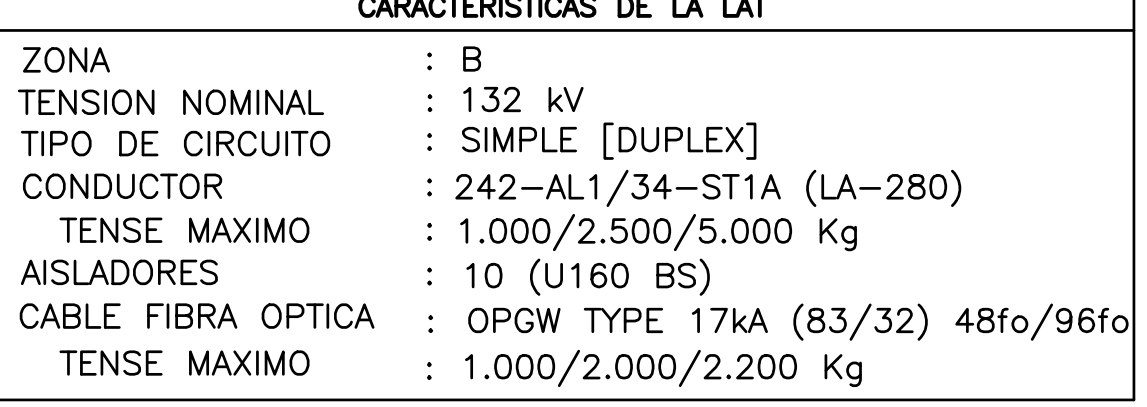 CARACTERISTICAS DE LA LAT
ZONA : B
TENSION NOMINAL : 132 kV
TIPO DE CIRCUITO : SIMPLE [DUPLEX]
CONDUCTOR : 242-AL1/34-ST1A (LA-280)
TENSE MAXIMO : 1.000/2.500/5.000 Kg
AISLADORES : 10 (U160 BS)
CABLE FIBRA OPTICA : OPGW TYPE 17kA (83/32) 48fo/96fo
TENSE MAXIMO : 1.000/2.000/2.200 Kg